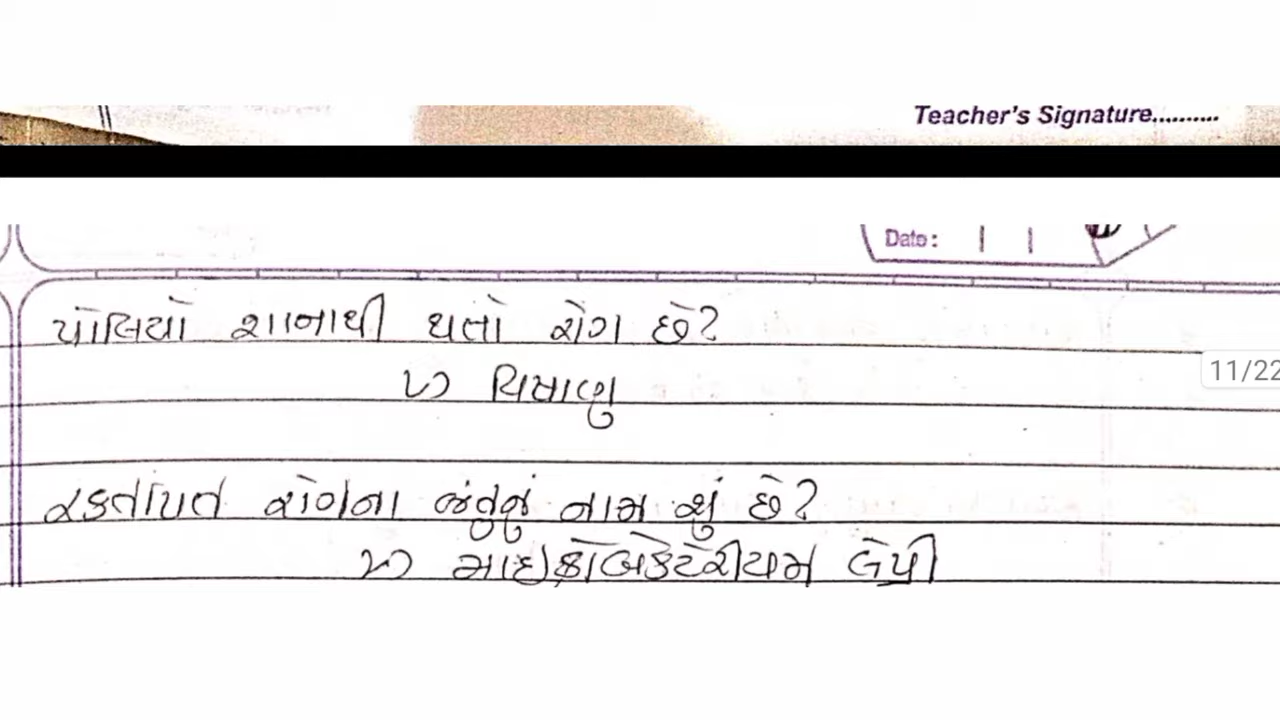 Teacher's Signature..........
Date :
પોલિયો શાનાથી થતો રોગ છે?
11/22
→ વિષાણુ
રક્તપિત રોગના જંતુનું નામ શું છે?
→ માઇક્રોબેક્ટેરીયમ લેપ્રી